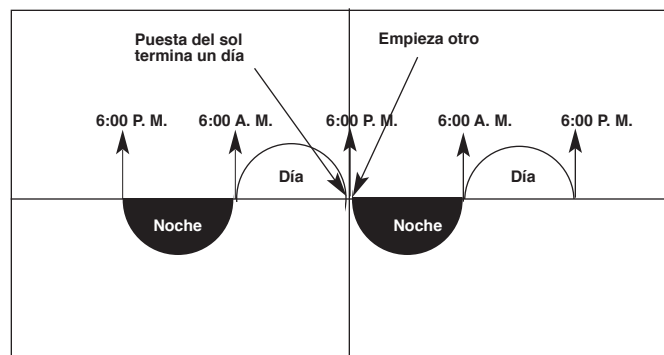 Puesta del sol
termina un día
Empieza otro
6:00 P. M.
6:00 A. M.
6:00 P. M.
6:00 A. M.
6:00 P. M.
Día
Día
Noche
Noche